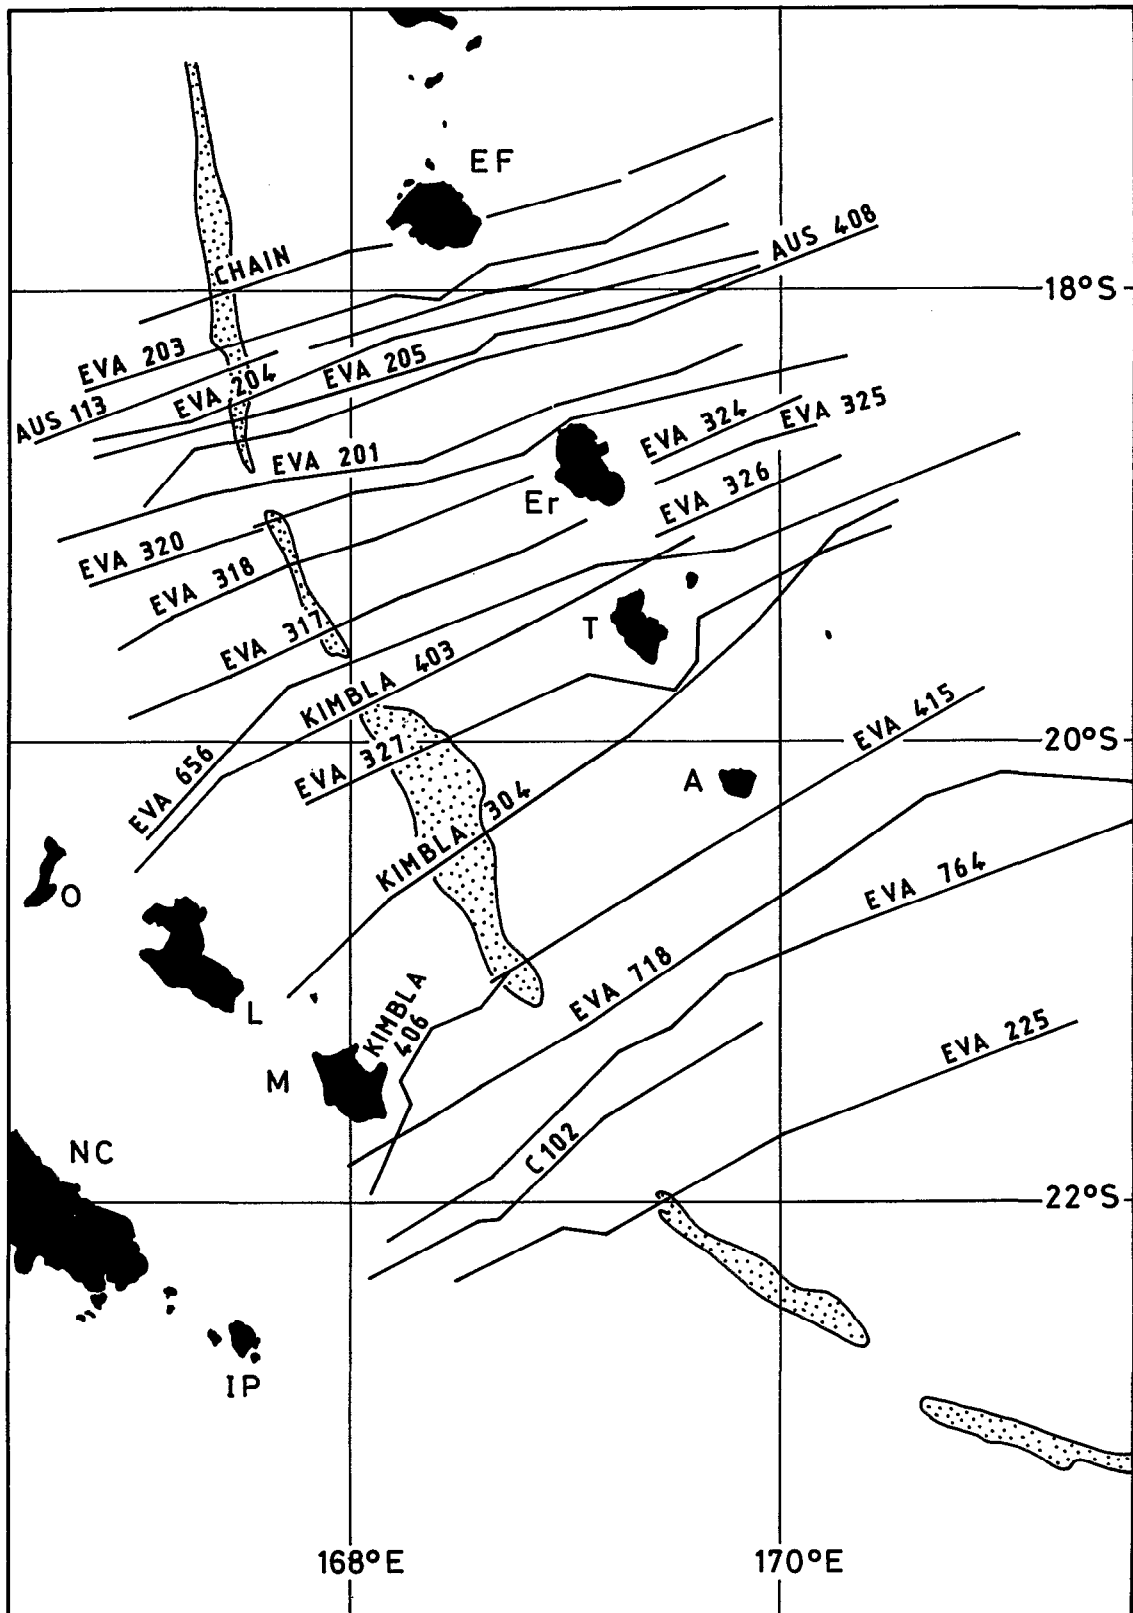 EF
CHAIN
AUS 408
18°S
EVA 203
EVA 204
EVA 205
AUS 113
EVA 201
EVA 324
EVA 325
EVA 326
Er
EVA 320
EVA 318
EVA 317
T
KIMBLA 403
EVA 415
20°S
EVA 327
A
EVA 656
KIMBLA 304
O
EVA 764
L
EVA 718
KIMBLA
406
EVA 225
M
C102
NC
22°S
IP
168°E
170°E